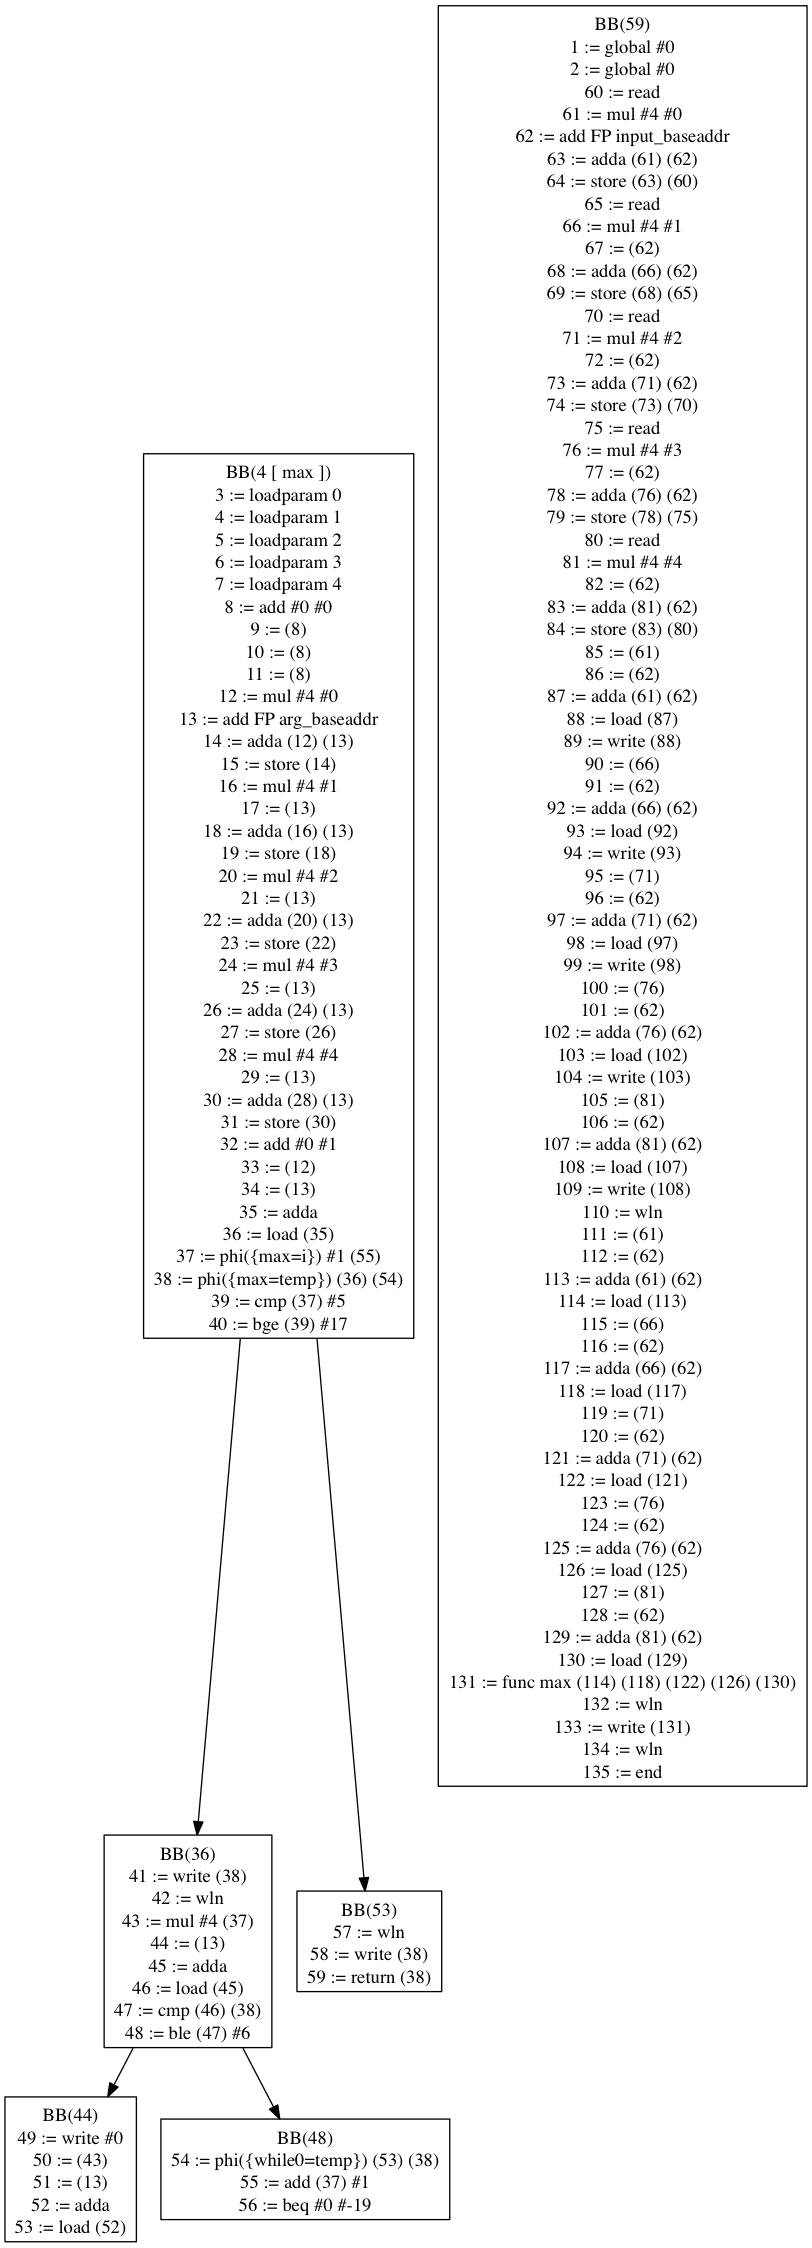 BB(59)
1 := global #0
2 := global #0
60 := read
61 := mul #4 #0
62 := add FP input_baseaddr
63 := adda (61) (62)
64 := store (63) (60)
65 := read
66 := mul #4 #1
67 := (62)
68 := adda (66) (62)
69 := store (68) (65)
70 := read
71 := mul #4 #2
72 := (62)
73 := adda (71) (62)
74 := store (73) (70)
75 := read
76 := mul #4 #3
77 := (62)
78 := adda (76) (62)
79 := store (78) (75)
80 := read
81 := mul #4 #4
82 := (62)
83 := adda (81) (62)
84 := store (83) (80)
85 := (61)
86 := (62)
87 := adda (61) (62)
88 := load (87)
89 := write (88)
90 := (66)
91 := (62)
92 := adda (66) (62)
93 := load (92)
94 := write (93)
95 := (71)
96 := (62)
97 := adda (71) (62)
98 := load (97)
99 := write (98)
100 := (76)
101 := (62)
102 := adda (76) (62)
103 := load (102)
104 := write (103)
105 := (81)
106 := (62)
107 := adda (81) (62)
108 := load (107)
109 := write (108)
110 := wln
111 := (61)
112 := (62)
113 := adda (61) (62)
114 := load (113)
115 := (66)
116 := (62)
117 := adda (66) (62)
118 := load (117)
119 := (71)
120 := (62)
121 := adda (71) (62)
122 := load (121)
123 := (76)
124 := (62)
125 := adda (76) (62)
126 := load (125)
127 := (81)
128 := (62)
129 := adda (81) (62)
130 := load (129)
131 := func max (114) (118) (122) (126) (130)
132 := wln
133 := write (131)
134 := wln
135 := end
BB(4 [ max ])
3 := loadparam 0
4 := loadparam 1
5 := loadparam 2
6 := loadparam 3
7 := loadparam 4
8 := add #0 #0
9 := (8)
10 := (8)
11 := (8)
12 := mul #4 #0
13 := add FP arg_baseaddr
14 := adda (12) (13)
15 := store (14)
16 := mul #4 #1
17 := (13)
18 := adda (16) (13)
19 := store (18)
20 := mul #4 #2
21 := (13)
22 := adda (20) (13)
23 := store (22)
24 := mul #4 #3
25 := (13)
26 := adda (24) (13)
27 := store (26)
28 := mul #4 #4
29 := (13)
30 := adda (28) (13)
31 := store (30)
32 := add #0 #1
33 := (12)
34 := (13)
35 := adda
36 := load (35)
37 := phi({max=i}) #1 (55)
38 := phi({max=temp}) (36) (54)
39 := cmp (37) #5
40 := bge (39) #17
BB(36)
41 := write (38)
42 := wln
43 := mul #4 (37)
44 := (13)
45 := adda
46 := load (45)
47 := cmp (46) (38)
48 := ble (47) #6
BB(53)
57 := wln
58 := write (38)
59 := return (38)
BB(44)
49 := write #0
50 := (43)
51 := (13)
52 := adda
53 := load (52)
BB(48)
54 := phi({while0=temp}) (53) (38)
55 := add (37) #1
56 := beq #0 #-19